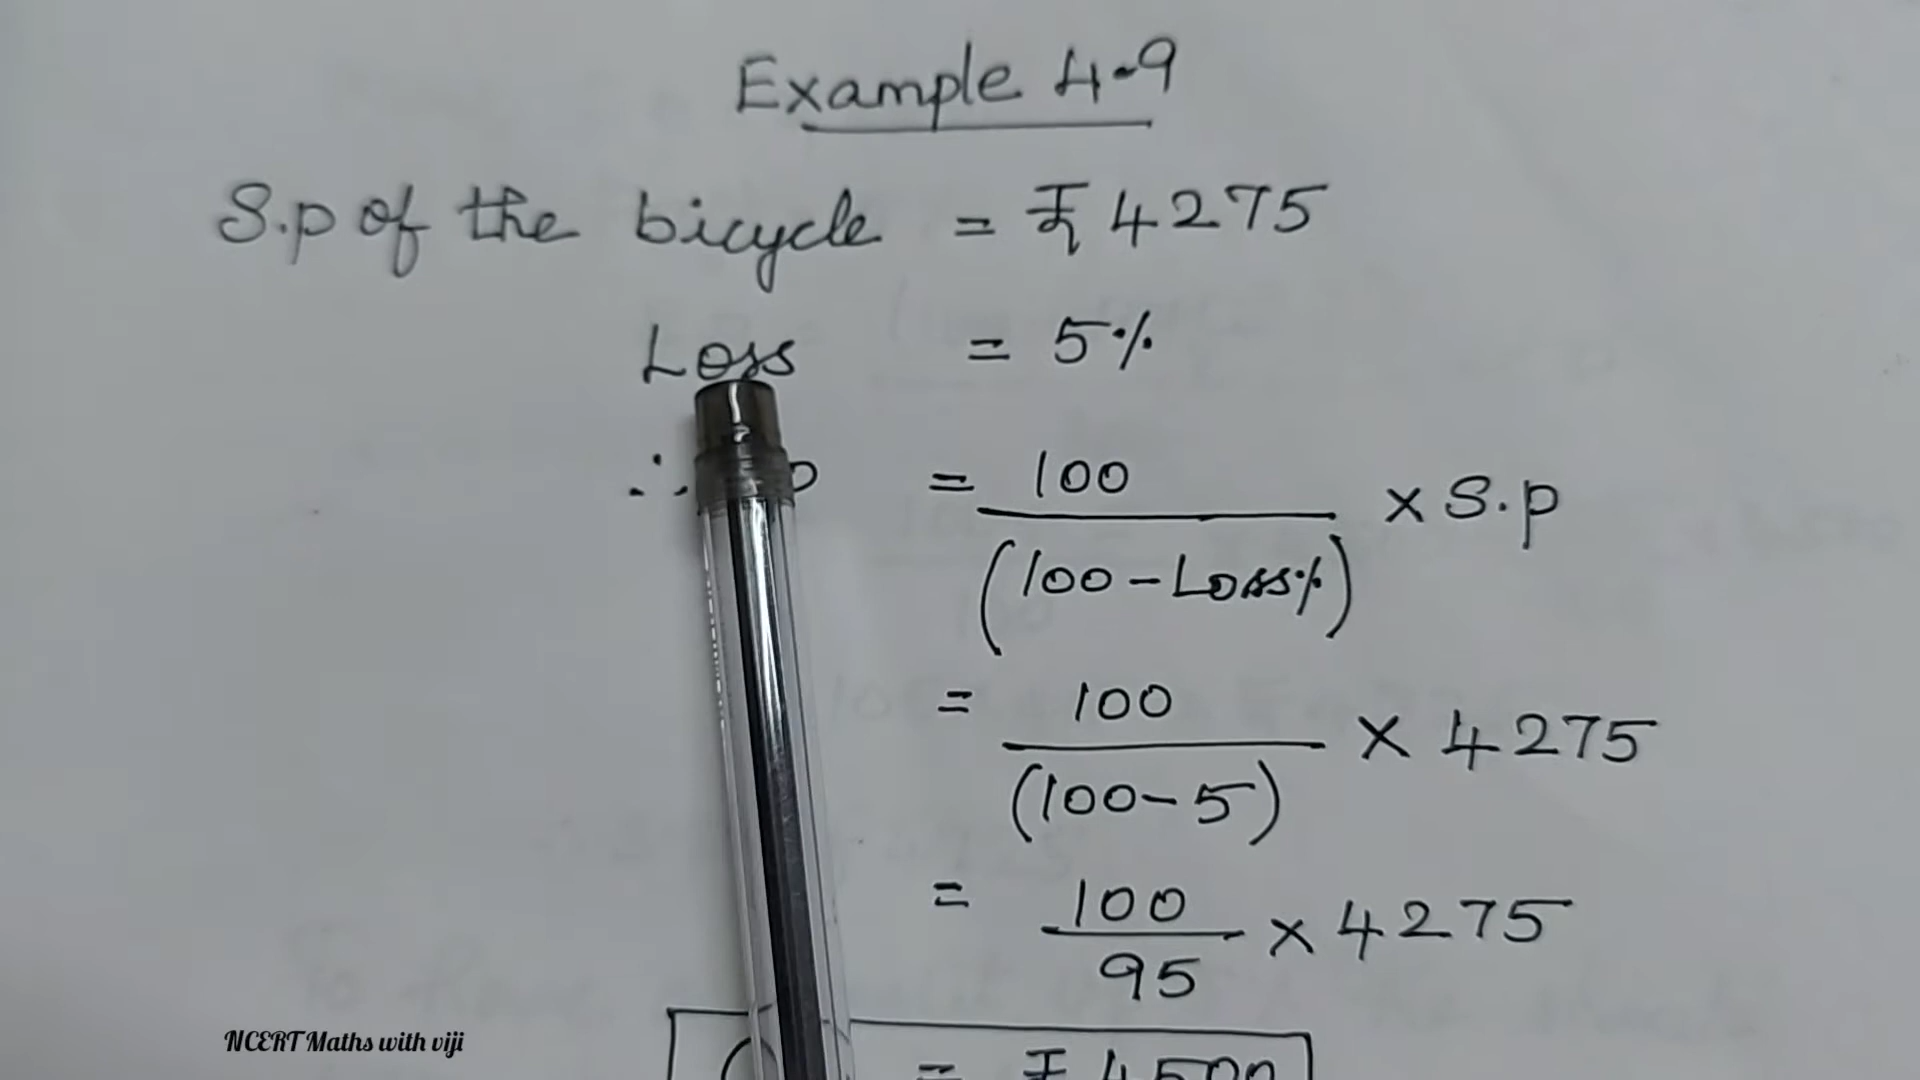 Example 4.9
S.p of the bicycle = ₹ 4275
Loss = 5%
∴ = 100 / (100 - Loss%) × S.p
= 100 / (100 - 5) × 4275
= 100 / 95 × 4275
= ₹ 4500
NCERT Maths with viji